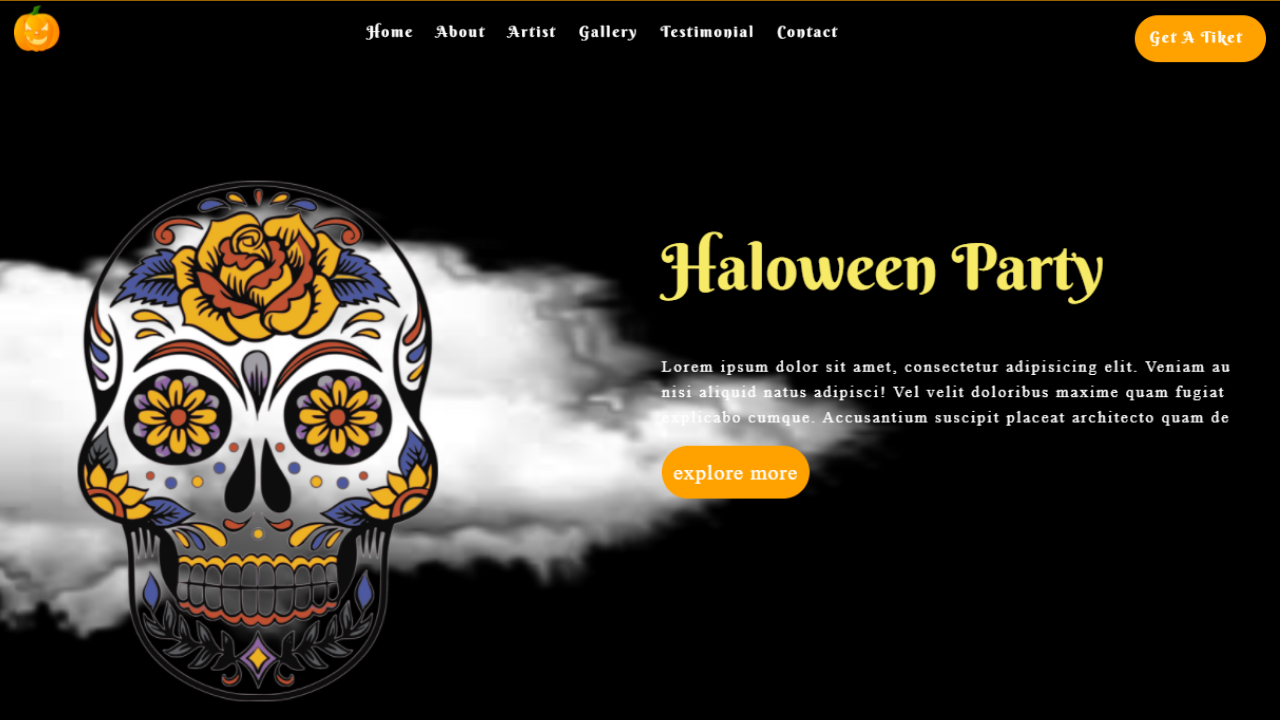 Home About Artist Gallery Testimonial Contact
Get A Tiket
Haloween Party
Lorem ipsum dolor sit amet, consectetur adipisicing elit. Veniam au
nisi aliquid natus adipisci! Vel velit doloribus maxime quam fugiat
explicabo cumque. Accusantium suscipit placeat architecto quam de
explore more